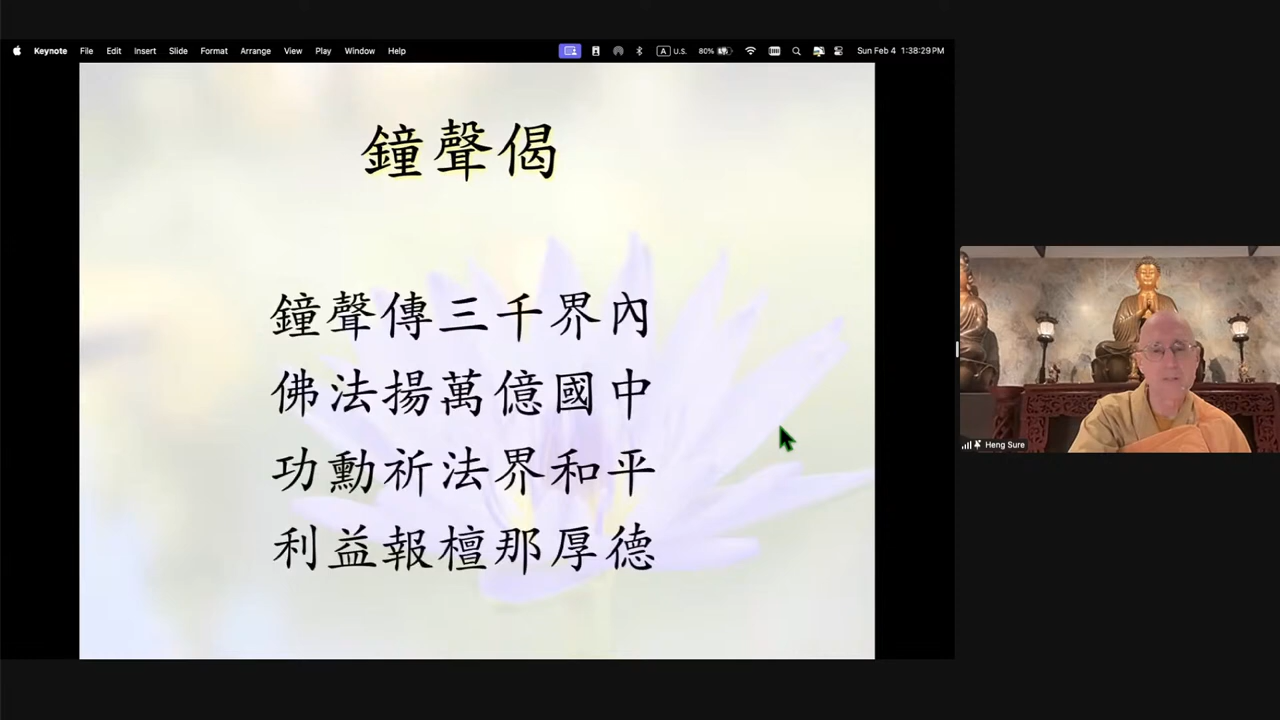 Keynote File Edit Insert Slide Format Arrange View Play Window Help A U.S. 80% Sun Feb 4 1:38:29 PM
鐘聲偈
鐘聲傳三千界內
佛法揚萬億國中
功勳祈法界和平
利益報檀那厚德
Heng Sure